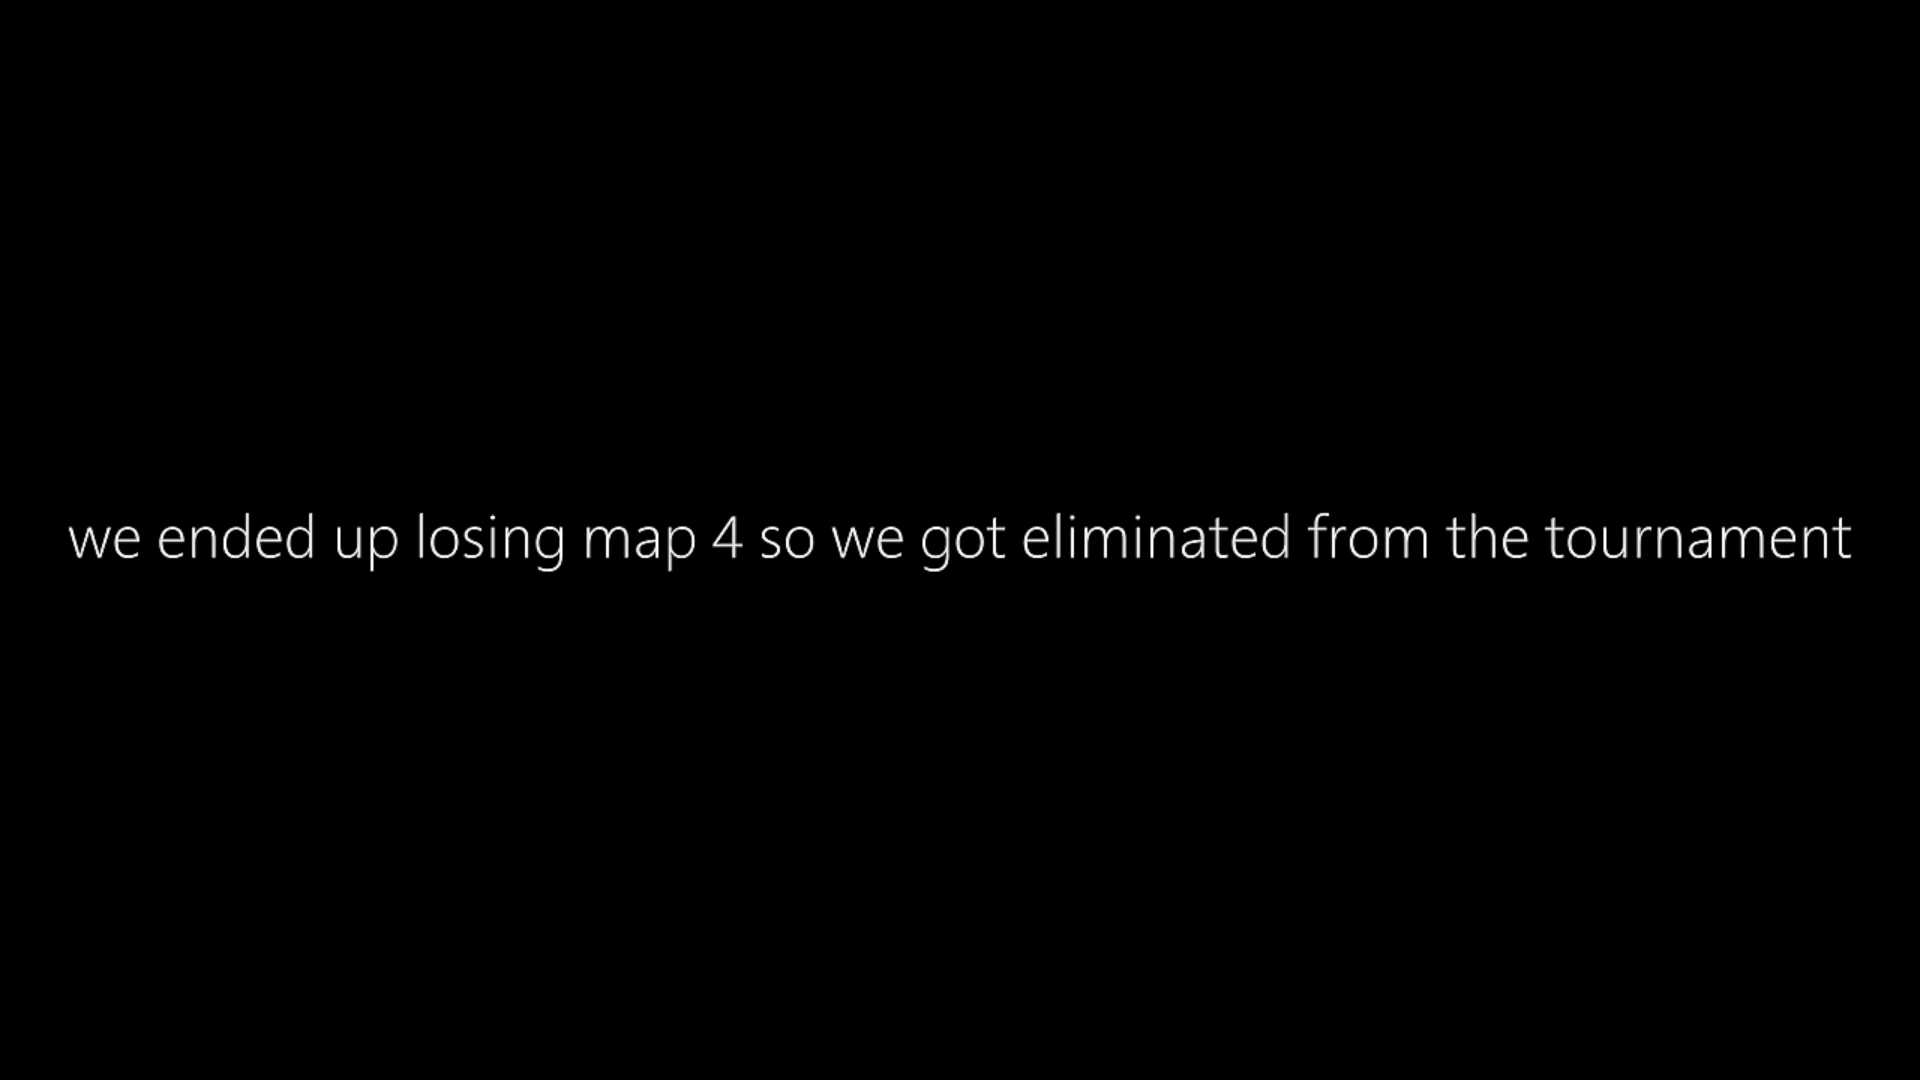 we ended up losing map 4 so we got eliminated from the tournament